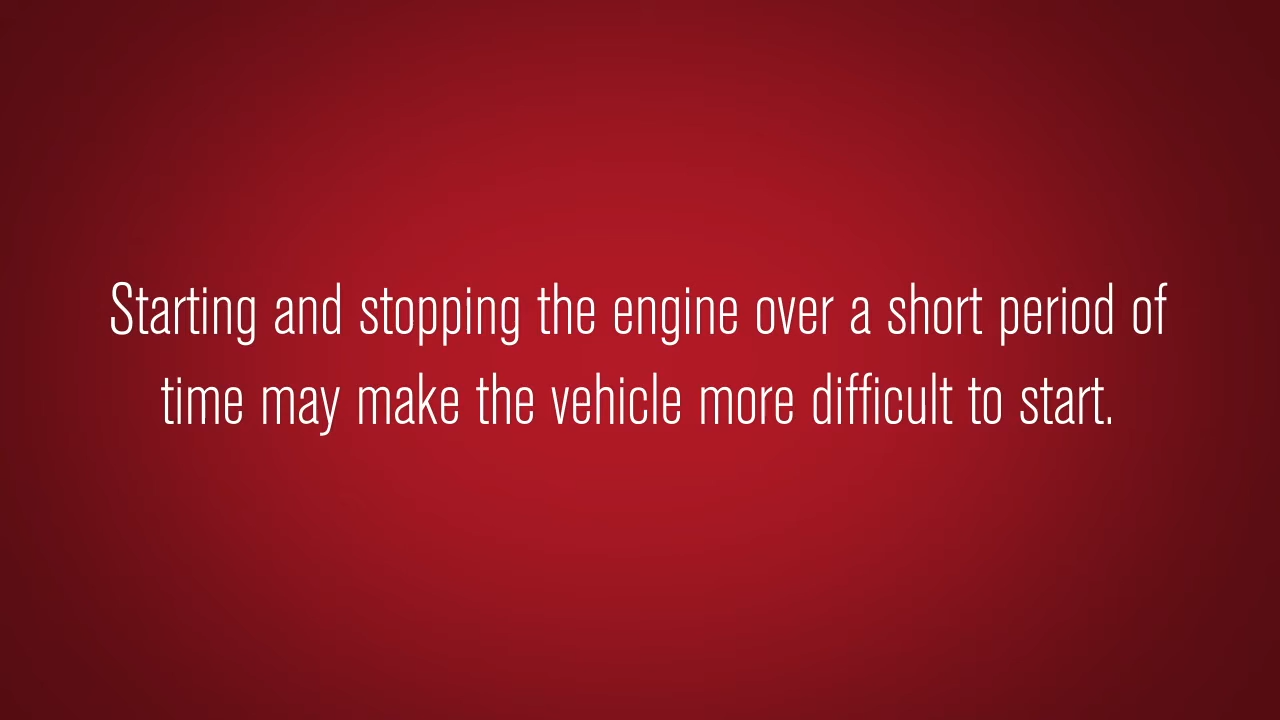 Starting and stopping the engine over a short period of
time may make the vehicle more difficult to start.